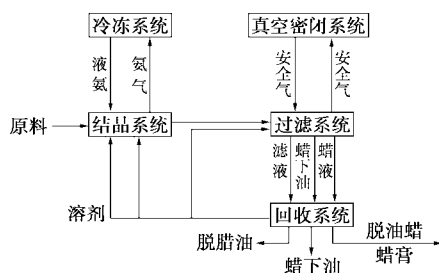 冷冻系统
真空密闭系统
液氨
氨气
安全气
安全气
原料
结品系统
过滤系统
滤液
蜡下油
蜡液
溶剂
回收系统
脱腊油
蜡下油
脱油蜡
蜡膏